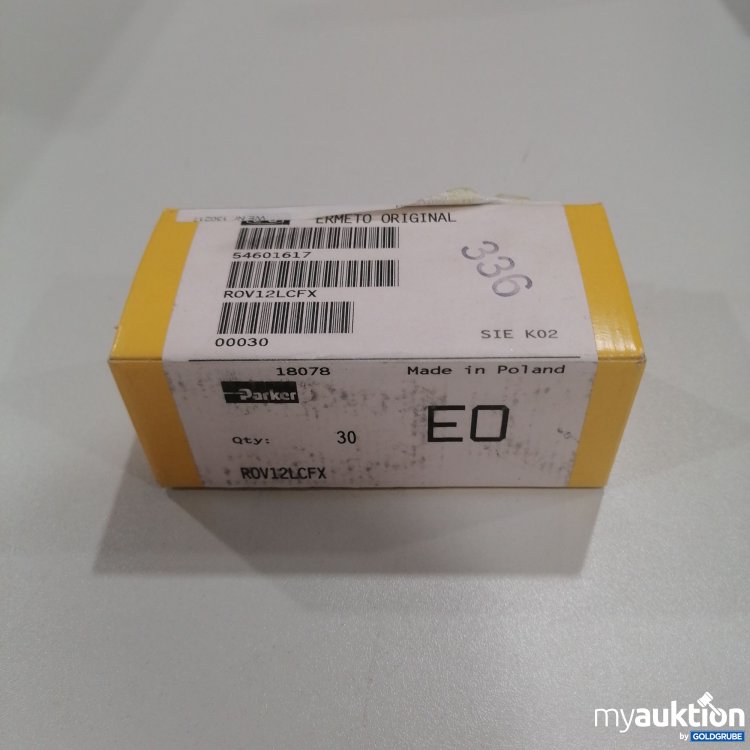 ERMETO ORIGINAL
54601617
ROV12LCFX
00030
336
SIE K02
18078 Made in Poland
Parker
EO
Qty: 30
ROV12LCFX
myauktion
by GOLDGRUBE